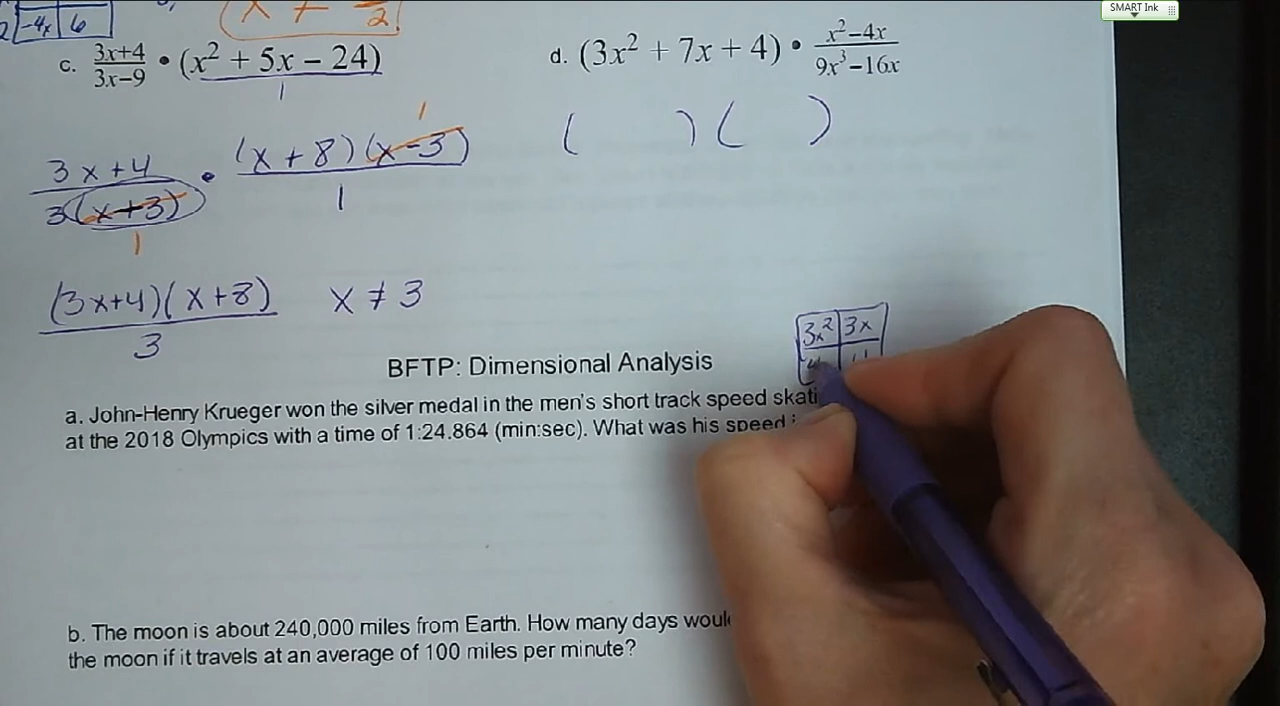 SMART Ink
2 -4x 6
x ≠ /2
c. 3x+4/3x–9 • (x² + 5x – 24)
1
d. (3x² + 7x + 4) • x²–4x/9x³–16x
3x+4/3(x+3) • (x+8)(x-3)/1
1
1
( ) ( )
(3x+4)(x+8)/3 x ≠ 3
3x² 3x
BFTP: Dimensional Analysis
a. John-Henry Krueger won the silver medal in the men's short track speed skati
at the 2018 Olympics with a time of 1:24.864 (min:sec). What was his speed
b. The moon is about 240,000 miles from Earth. How many days would
the moon if it travels at an average of 100 miles per minute?